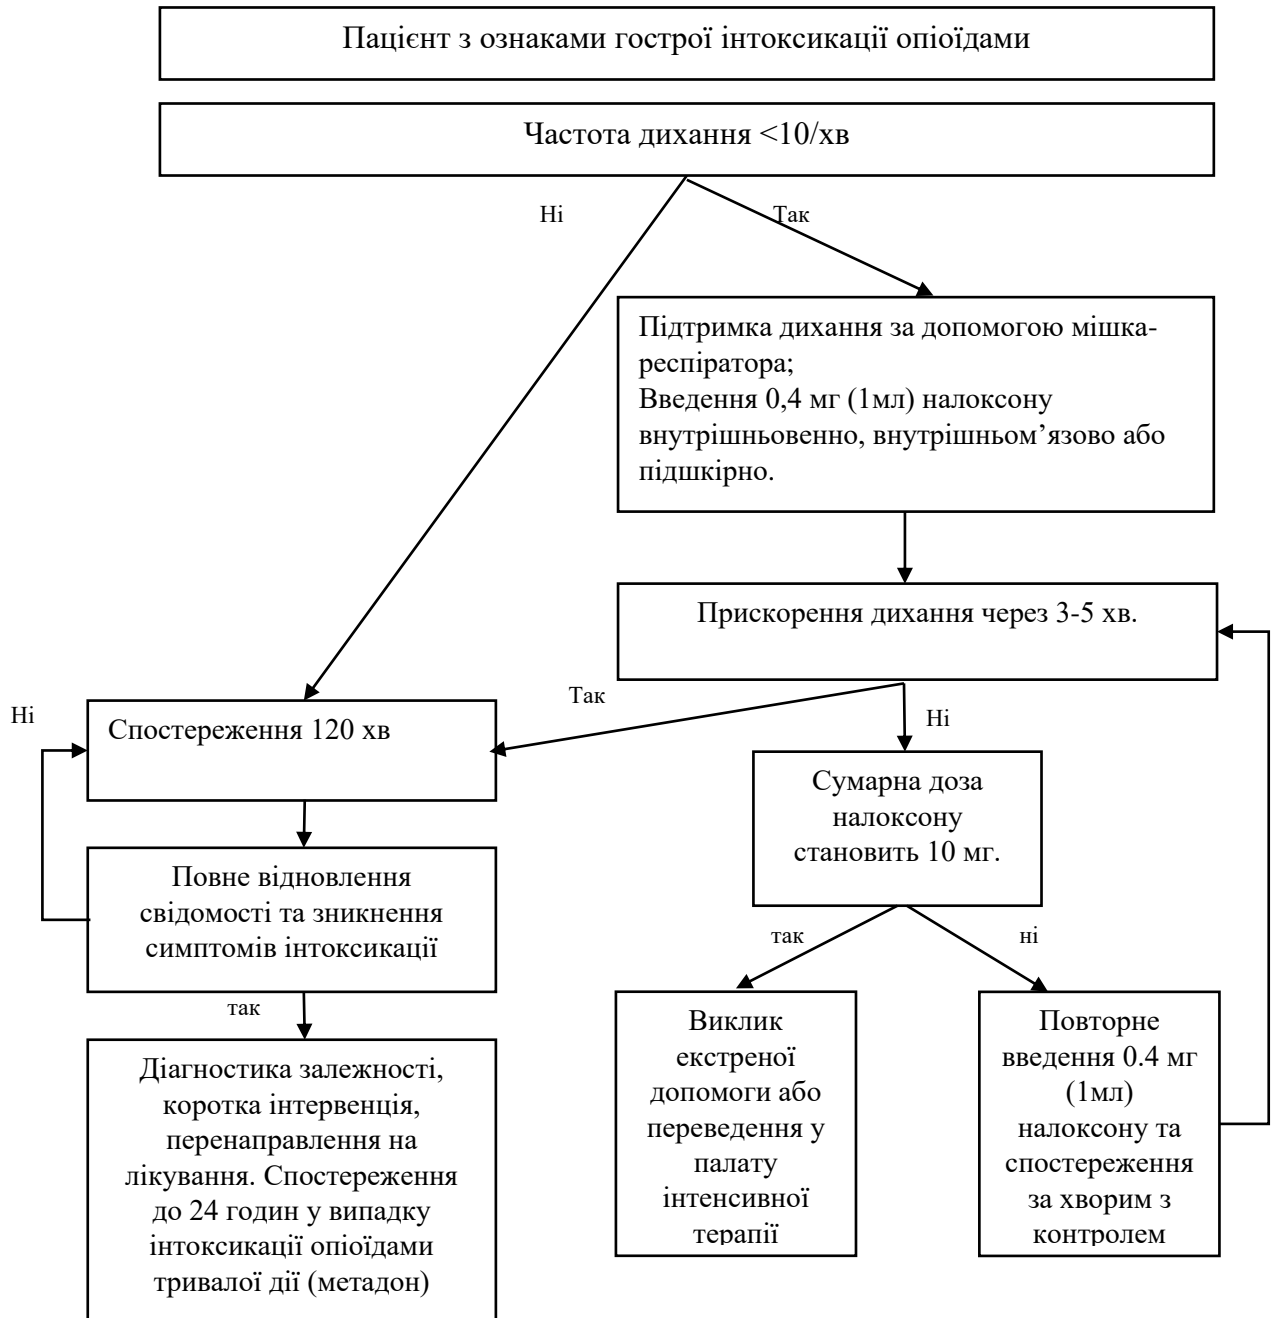 Пацієнт з ознаками гострої інтоксикації опіоїдами
Частота дихання <10/хв
Ні
Так
Підтримка дихання за допомогою мішка-
респіратора;
Введення 0,4 мг (1мл) налоксону
внутрішньовенно, внутрішньом’язово або
підшкірно.
Прискорення дихання через 3-5 хв.
Так
Ні
Ні
Спостереження 120 хв
Сумарна доза
налоксону
становить 10 мг.
Повне відновлення
свідомості та зникнення
симптомів інтоксикації
так
ні
так
Виклик
екстреної
допомоги або
переведення у
палату
інтенсивної
терапії
Повторне
введення 0.4 мг
(1мл)
налоксону та
спостереження
за хворим з
контролем
Діагностика залежності,
коротка інтервенція,
перенаправлення на
лікування. Спостереження
до 24 годин у випадку
інтоксикації опіоїдами
тривалої дії (метадон)